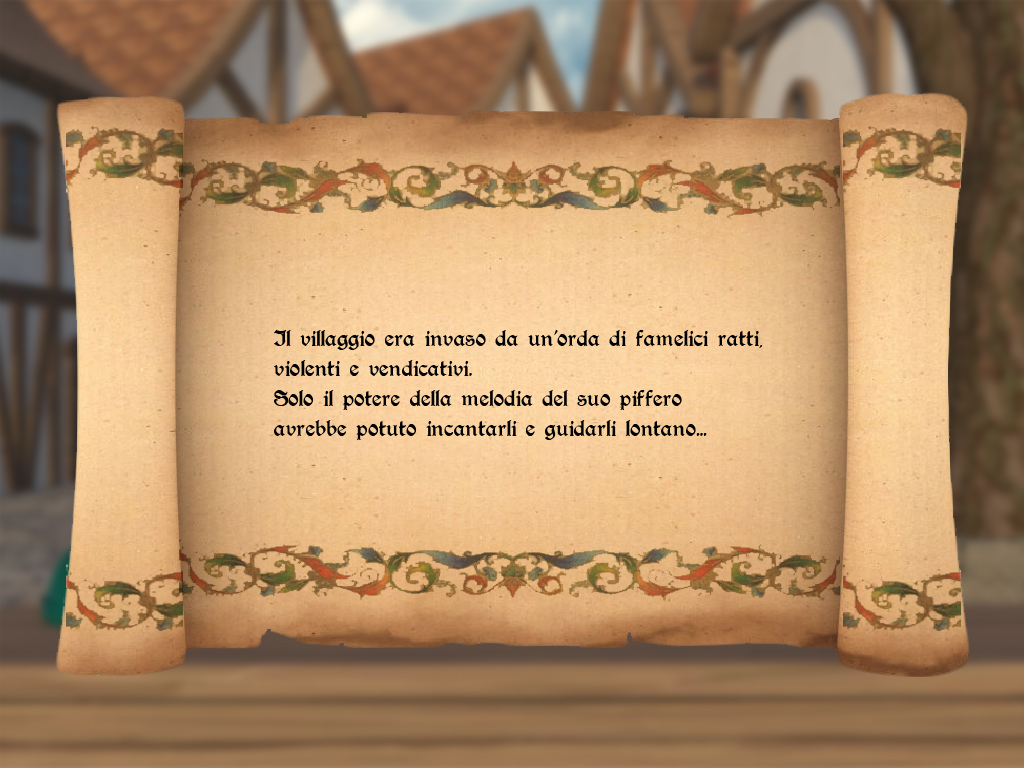 Il villaggio era invaso da un'orda di famelici ratti,
violenti e vendicativi.
Solo il potere della melodia del suo piffero
avrebbe potuto incantarli e guidarli lontano...